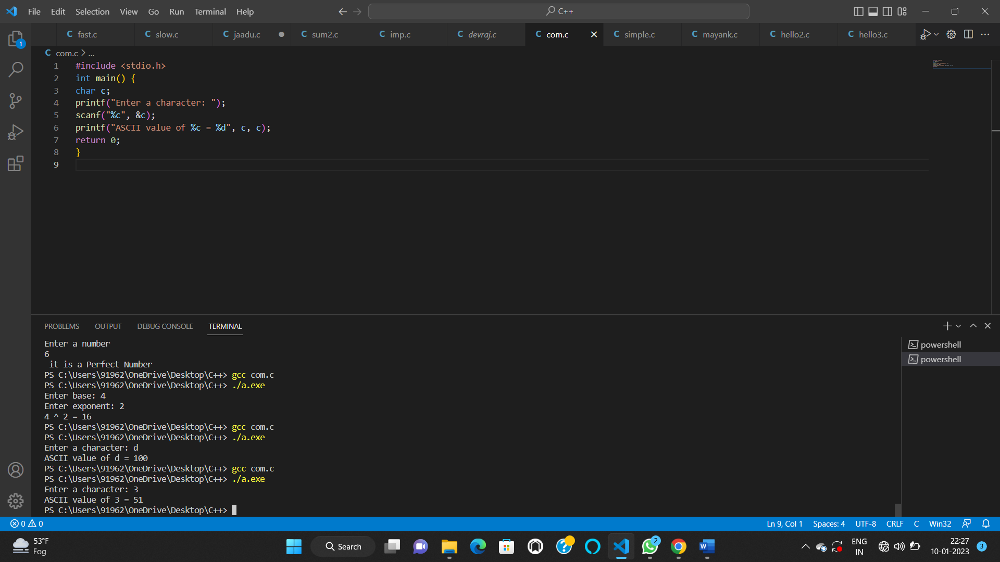 File Edit Selection View Go Run Terminal Help C++
C fast.c C slow.c C jaadu.c C sum2.c C imp.c C devraj.c C com.c C simple.c C mayank.c C hello2.c C hello3.c
1
C com.c > ...
1 #include <stdio.h>
2 int main() {
3 char c;
4 printf("Enter a character: ");
5 scanf("%c", &c);
6 printf("ASCII value of %c = %d", c, c);
7 return 0;
8 }
9
PROBLEMS OUTPUT DEBUG CONSOLE TERMINAL
powershell
powershell
Enter a number
6
 it is a Perfect Number
PS C:\Users\91962\OneDrive\Desktop\C++> gcc com.c
PS C:\Users\91962\OneDrive\Desktop\C++> ./a.exe
Enter base: 4
Enter exponent: 2
4 ^ 2 = 16
PS C:\Users\91962\OneDrive\Desktop\C++> gcc com.c
PS C:\Users\91962\OneDrive\Desktop\C++> ./a.exe
Enter a character: d
ASCII value of d = 100
PS C:\Users\91962\OneDrive\Desktop\C++> gcc com.c
PS C:\Users\91962\OneDrive\Desktop\C++> ./a.exe
Enter a character: 3
ASCII value of 3 = 51
PS C:\Users\91962\OneDrive\Desktop\C++>
0 0 Ln 9, Col 1 Spaces: 4 UTF-8 CRLF C Win32
53°F
Fog
Search
W
2
ENG
IN
22:27
10-01-2023
3